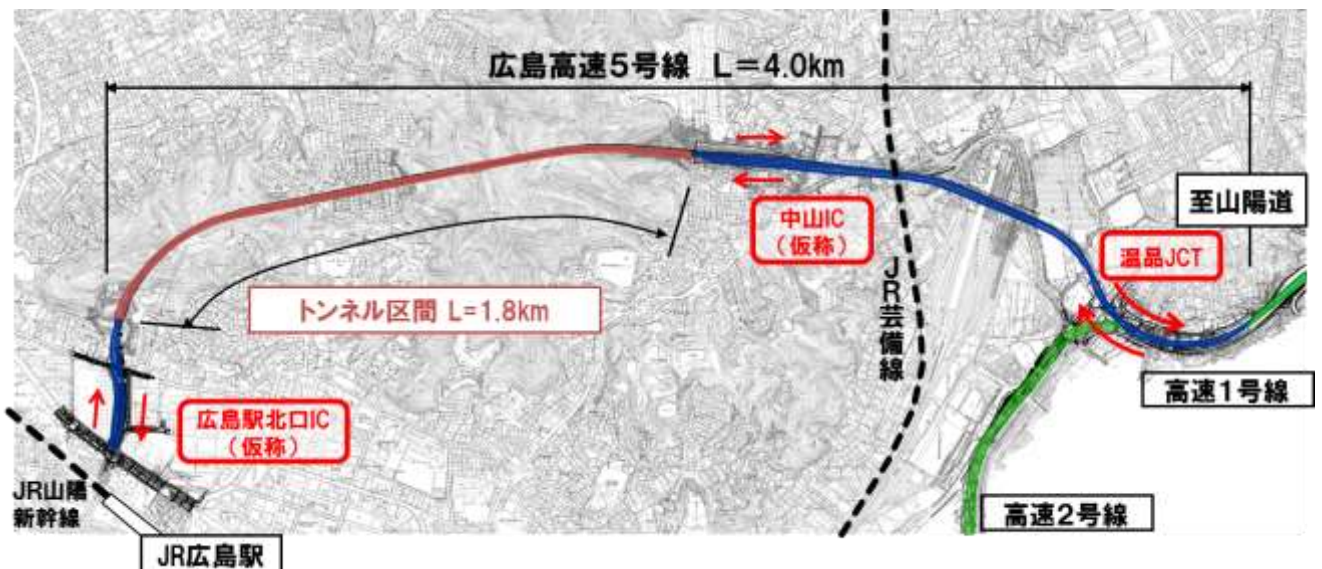 広島高速5号線 L=4.0km
至山陽道
中山IC
(仮称)
温品JCT
トンネル区間 L=1.8km
JR芸備線
高速1号線
広島駅北口IC
(仮称)
JR山陽
新幹線
高速2号線
JR広島駅